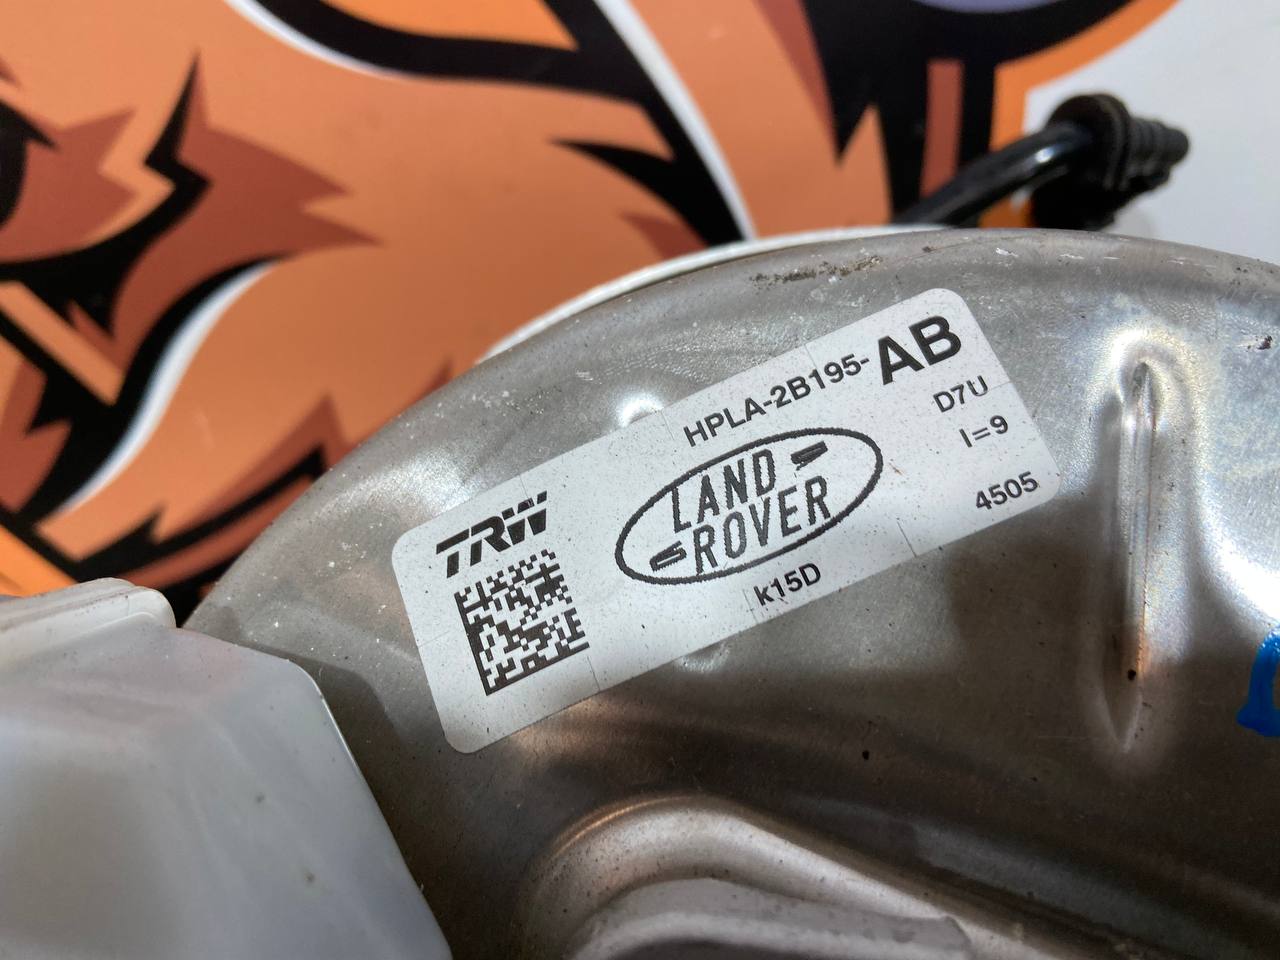 HPLA-2B195-AB
D7U
I=9
4505
TRW
LAND
ROVER
k15D